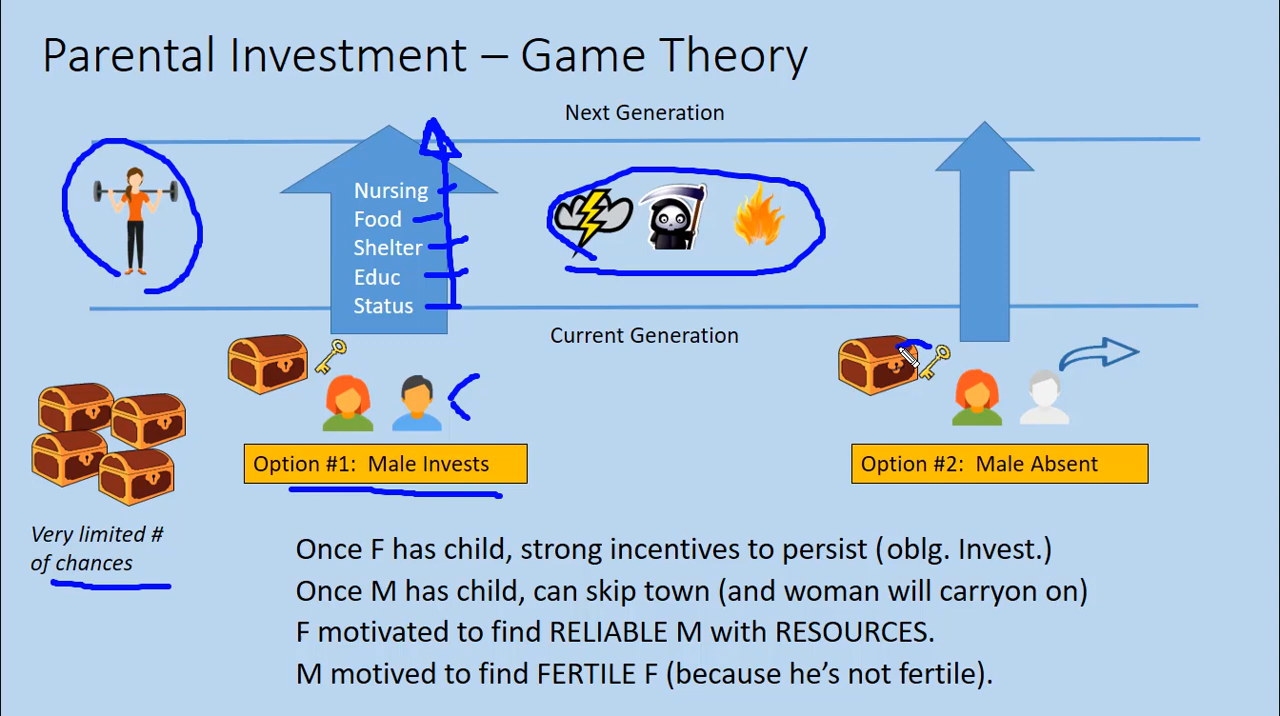 Parental Investment – Game Theory
Next Generation
Nursing
Food
Shelter
Educ
Status
Current Generation
Option #1: Male Invests
Option #2: Male Absent
Very limited #
of chances
Once F has child, strong incentives to persist (oblg. Invest.)
Once M has child, can skip town (and woman will carryon on)
F motivated to find RELIABLE M with RESOURCES.
M motived to find FERTILE F (because he’s not fertile).